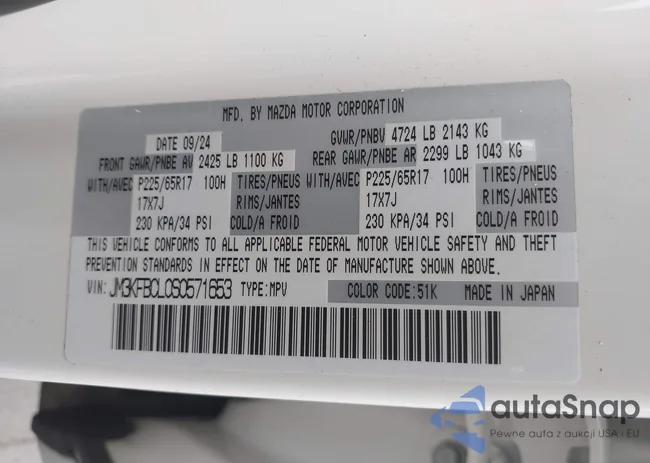 MFD. BY MAZDA MOTOR CORPORATION
DATE 09/24 GVWR/PNBV 4724 LB 2143 KG
FRONT GAWR/PNBE AV 2425 LB 1100 KG REAR GAWR/PNBE AR 2299 LB 1043 KG
WITH/AVEC P225/65R17 100H TIRES/PNEUS WITH/AVEC P225/65R17 100H TIRES/PNEUS
17X7J RIMS/JANTES 17X7J RIMS/JANTES
230 KPA/34 PSI COLD/A FROID 230 KPA/34 PSI COLD/A FROID
THIS VEHICLE CONFORMS TO ALL APPLICABLE FEDERAL MOTOR VEHICLE SAFETY AND THEFT
PREVENTION STANDARDS IN EFFECT ON THE DATE OF MANUFACTURE SHOWN ABOVE.
VIN: JM3KFBCL0S0571653 TYPE:MPV COLOR CODE:51K MADE IN JAPAN
autaSnap
Pewne auta z aukcji USA i EU